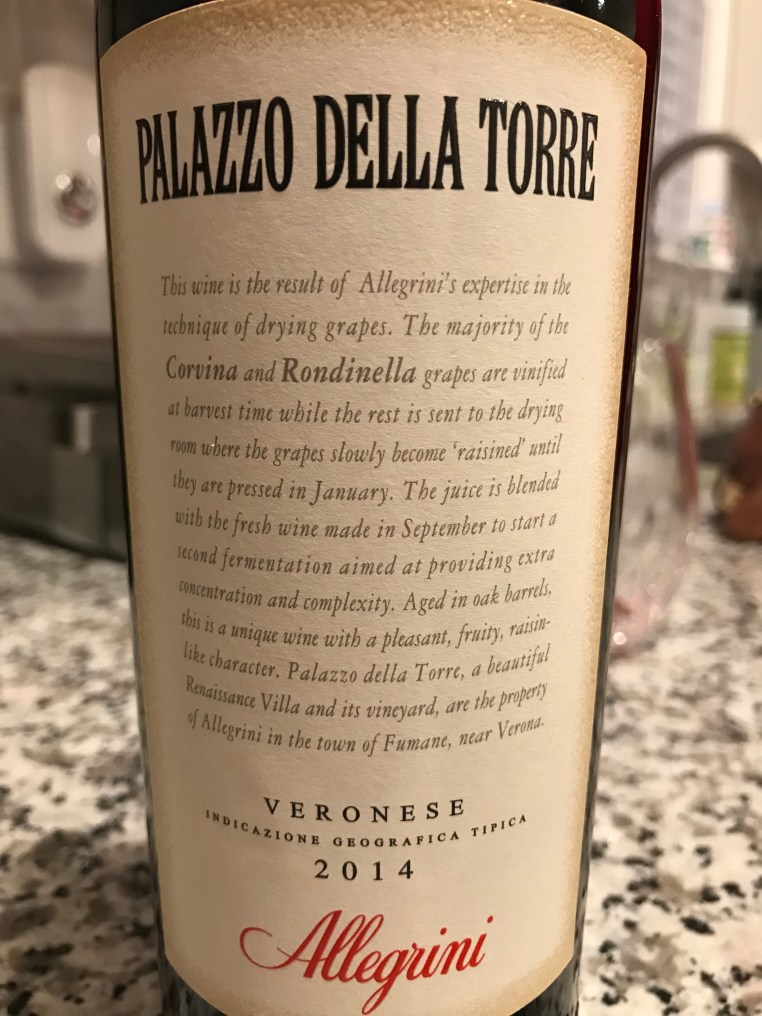 PALAZZO DELLA TORRE
This wine is the result of Allegrini's expertise in the
technique of drying grapes. The majority of the
Corvina and Rondinella grapes are vinified
at harvest time while the rest is sent to the drying
room where the grapes slowly become 'raisined' until
they are pressed in January. The juice is blended
with the fresh wine made in September to start a
second fermentation aimed at providing extra
concentration and complexity. Aged in oak barrels,
this is a unique wine with a pleasant, fruity, raisin-
like character. Palazzo della Torre, a beautiful
Renaissance Villa and its vineyard, are the property
of Allegrini in the town of Fumane, near Verona.
VERONESE
INDICAZIONE GEOGRAFICA TIPICA
2014
Allegrini